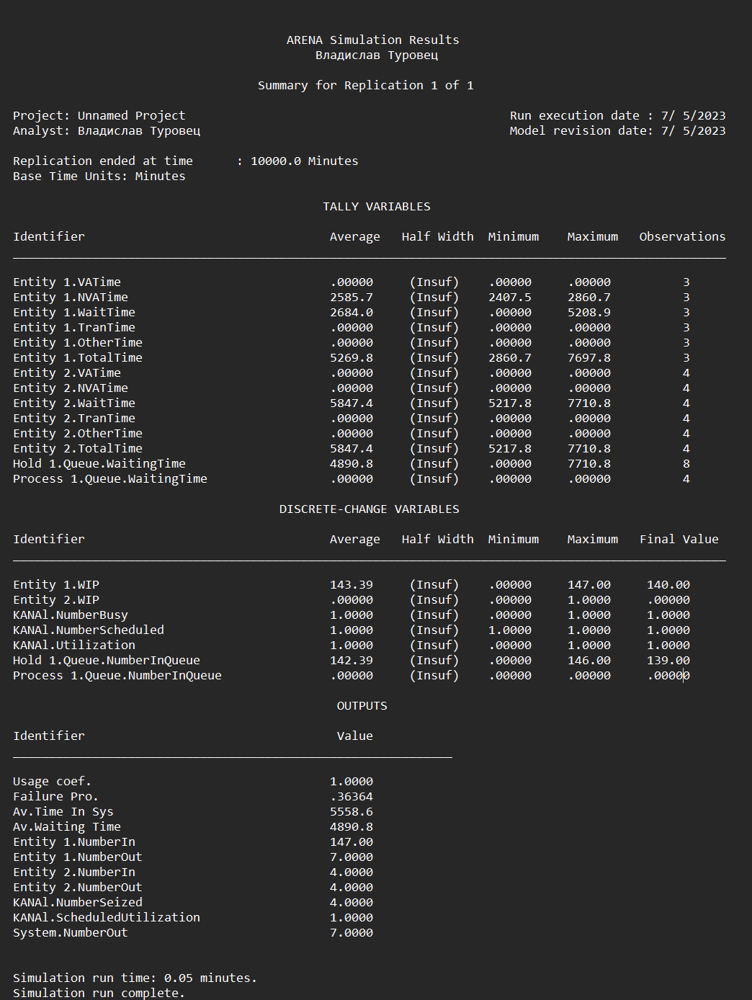 ARENA Simulation Results
Владислав Туровец
Summary for Replication 1 of 1
Project: Unnamed Project Run execution date : 7/ 5/2023
Analyst: Владислав Туровец Model revision date: 7/ 5/2023
Replication ended at time : 10000.0 Minutes
Base Time Units: Minutes
TALLY VARIABLES
Identifier Average Half Width Minimum Maximum Observations
Entity 1.VATime .00000 (Insuf) .00000 .00000 3
Entity 1.NVATime 2585.7 (Insuf) 2407.5 2860.7 3
Entity 1.WaitTime 2684.0 (Insuf) .00000 5208.9 3
Entity 1.TranTime .00000 (Insuf) .00000 .00000 3
Entity 1.OtherTime .00000 (Insuf) .00000 .00000 3
Entity 1.TotalTime 5269.8 (Insuf) 2860.7 7697.8 3
Entity 2.VATime .00000 (Insuf) .00000 .00000 4
Entity 2.NVATime .00000 (Insuf) .00000 .00000 4
Entity 2.WaitTime 5847.4 (Insuf) 5217.8 7710.8 4
Entity 2.TranTime .00000 (Insuf) .00000 .00000 4
Entity 2.OtherTime .00000 (Insuf) .00000 .00000 4
Entity 2.TotalTime 5847.4 (Insuf) 5217.8 7710.8 4
Hold 1.Queue.WaitingTime 4890.8 (Insuf) .00000 7710.8 8
Process 1.Queue.WaitingTime .00000 (Insuf) .00000 .00000 4
DISCRETE-CHANGE VARIABLES
Identifier Average Half Width Minimum Maximum Final Value
Entity 1.WIP 143.39 (Insuf) .00000 147.00 140.00
Entity 2.WIP .00000 (Insuf) .00000 1.0000 .00000
KANAl.NumberBusy 1.0000 (Insuf) .00000 1.0000 1.0000
KANAl.NumberScheduled 1.0000 (Insuf) 1.0000 1.0000 1.0000
KANAl.Utilization 1.0000 (Insuf) .00000 1.0000 1.0000
Hold 1.Queue.NumberInQueue 142.39 (Insuf) .00000 146.00 139.00
Process 1.Queue.NumberInQueue .00000 (Insuf) .00000 .00000 .00000
OUTPUTS
Identifier Value
Usage coef. 1.0000
Failure Pro. .36364
Av.Time In Sys 5558.6
Av.Waiting Time 4890.8
Entity 1.NumberIn 147.00
Entity 1.NumberOut 7.0000
Entity 2.NumberIn 4.0000
Entity 2.NumberOut 4.0000
KANAl.NumberSeized 4.0000
KANAl.ScheduledUtilization 1.0000
System.NumberOut 7.0000
Simulation run time: 0.05 minutes.
Simulation run complete.